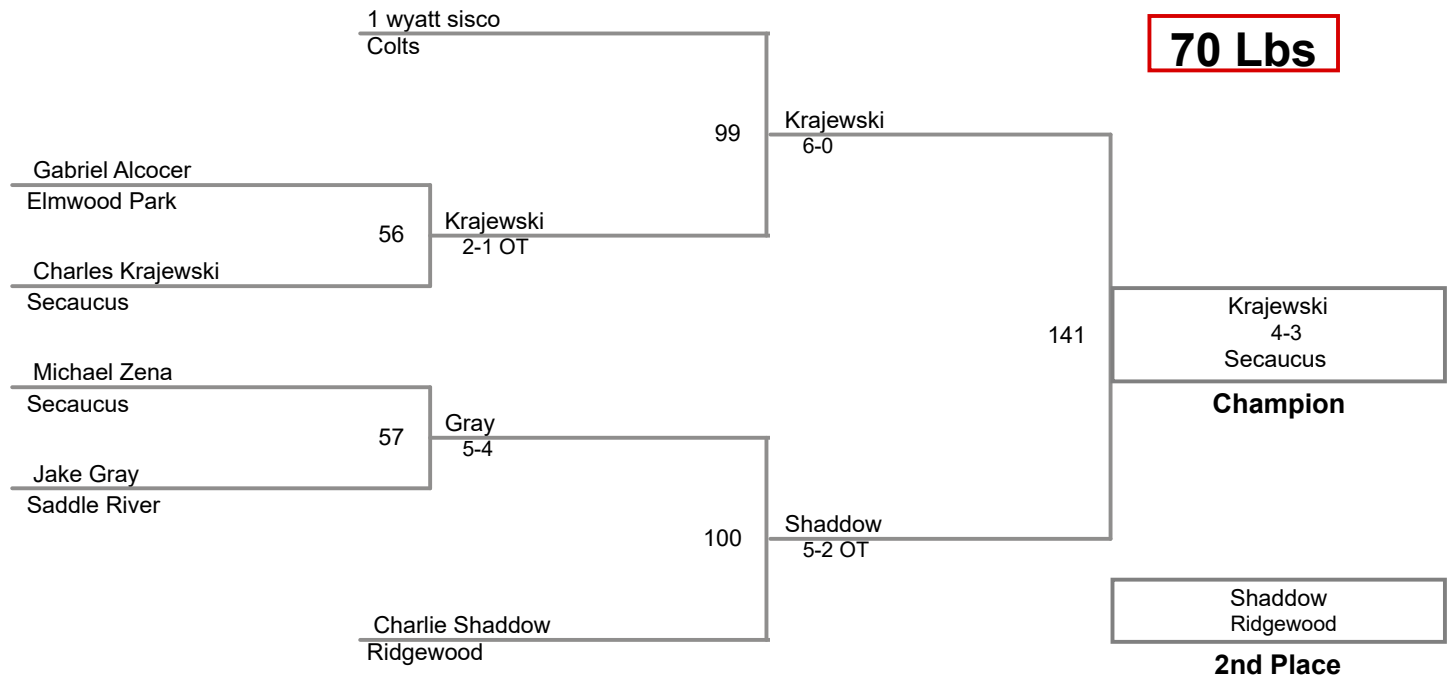 1 wyatt sisco
Colts
70 Lbs
99
Krajewski
6-0
Gabriel Alcocer
Elmwood Park
56
Krajewski
2-1 OT
Charles Krajewski
Secaucus
141
Krajewski
4-3
Secaucus
Champion
Michael Zena
Secaucus
57
Gray
5-4
Jake Gray
Saddle River
100
Shaddow
5-2 OT
Charlie Shaddow
Ridgewood
Shaddow
Ridgewood
2nd Place